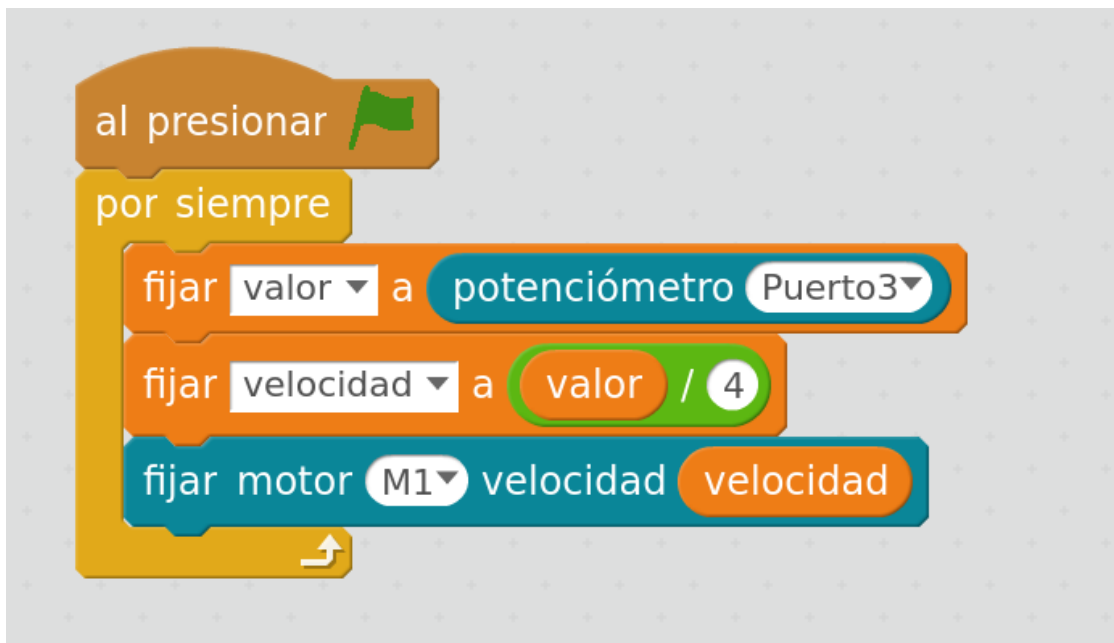 al presionar
por siempre
fijar valor a potenciómetro Puerto3
fijar velocidad a valor / 4
fijar motor M1 velocidad velocidad